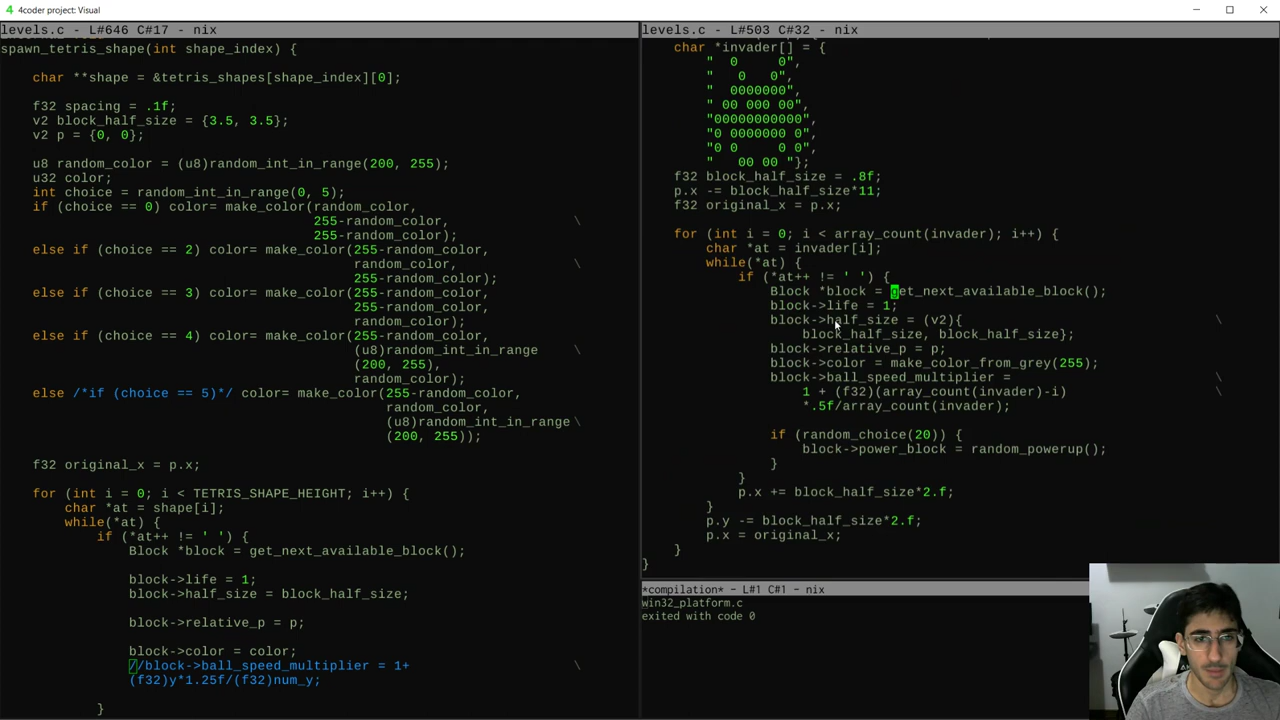 4 4coder project: Visual
levels.c - L#646 C#17 - nix
spawn_tetris_shape(int shape_index) {
char **shape = &tetris_shapes[shape_index][0];
f32 spacing = .1f;
v2 block_half_size = {3.5, 3.5};
v2 p = {0, 0};
u8 random_color = (u8)random_int_in_range(200, 255);
u32 color;
int choice = random_int_in_range(0, 5);
if (choice == 0) color= make_color(random_color, \
255-random_color,
255-random_color);
else if (choice == 2) color= make_color(255-random_color, \
random_color,
255-random_color);
else if (choice == 3) color= make_color(255-random_color, \
random_color,
random_color);
else if (choice == 4) color= make_color(255-random_color, \
(u8)random_int_in_range \
(200, 255),
random_color);
else /*if (choice == 5)*/ color= make_color(255-random_color,
random_color,
(u8)random_int_in_range\
(200, 255));
f32 original_x = p.x;
for (int i = 0; i < TETRIS_SHAPE_HEIGHT; i++) {
char *at = shape[i];
while(*at) {
if (*at++ != ' ') {
Block *block = get_next_available_block();
block->life = 1;
block->half_size = block_half_size;
block->relative_p = p;
block->color = color;
//block->ball_speed_multiplier = 1+ \
(f32)y*1.25f/(f32)num_y;
}
levels.c - L#503 C#32 - nix
char *invader[] = {
"  0     0",
"   0   0",
"  0000000",
" 00 000 00",
"00000000000",
"0 0000000 0",
"0 0     0 0",
"   00 00 "};
f32 block_half_size = .8f;
p.x -= block_half_size*11;
f32 original_x = p.x;
for (int i = 0; i < array_count(invader); i++) {
char *at = invader[i];
while(*at) {
if (*at++ != ' ') {
Block *block = get_next_available_block();
block->life = 1;
block->half_size = (v2){ \
block_half_size, block_half_size};
block->relative_p = p;
block->color = make_color_from_grey(255);
block->ball_speed_multiplier = \
1 + (f32)(array_count(invader)-i) \
*.5f/array_count(invader);
if (random_choice(20)) {
block->power_block = random_powerup();
}
}
p.x += block_half_size*2.f;
}
p.y -= block_half_size*2.f;
p.x = original_x;
}
}
*compilation* - L#1 C#1 - nix
win32_platform.c
exited with code 0